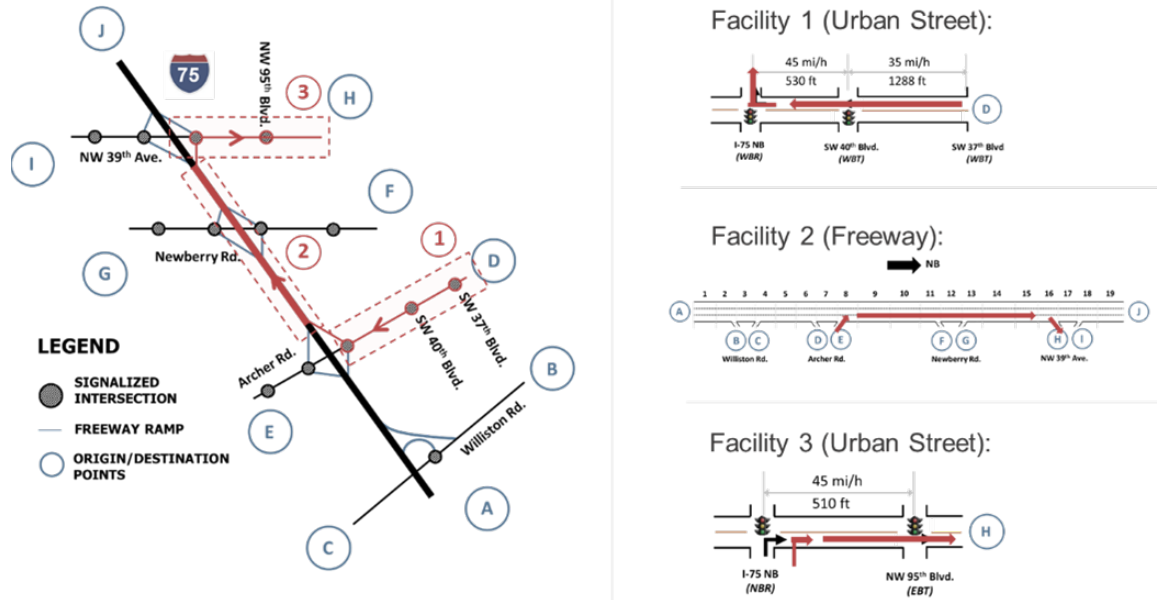 J
75
NW 95th Blvd.
3
H
NW 39th Ave.
I
F
Newberry Rd.
2
1
D
G
SW 37th Blvd.
SW 40th Blvd.
Archer Rd.
B
Williston Rd.
E
A
C
LEGEND
SIGNALIZED
INTERSECTION
FREEWAY RAMP
ORIGIN/DESTINATION
POINTS
Facility 1 (Urban Street):
45 mi/h 35 mi/h
530 ft 1288 ft
D
I-75 NB SW 40th Blvd. SW 37th Blvd
(WBR) (WBT) (WBT)
Facility 2 (Freeway):
NB
1 2 3 4 5 6 7 8 9 10 11 12 13 14 15 16 17 18 19
A J
B C D E F G H I
Williston Rd. Archer Rd. Newberry Rd. NW 39th Ave.
Facility 3 (Urban Street):
45 mi/h
510 ft
H
I-75 NB NW 95th Blvd.
(NBR) (EBT)